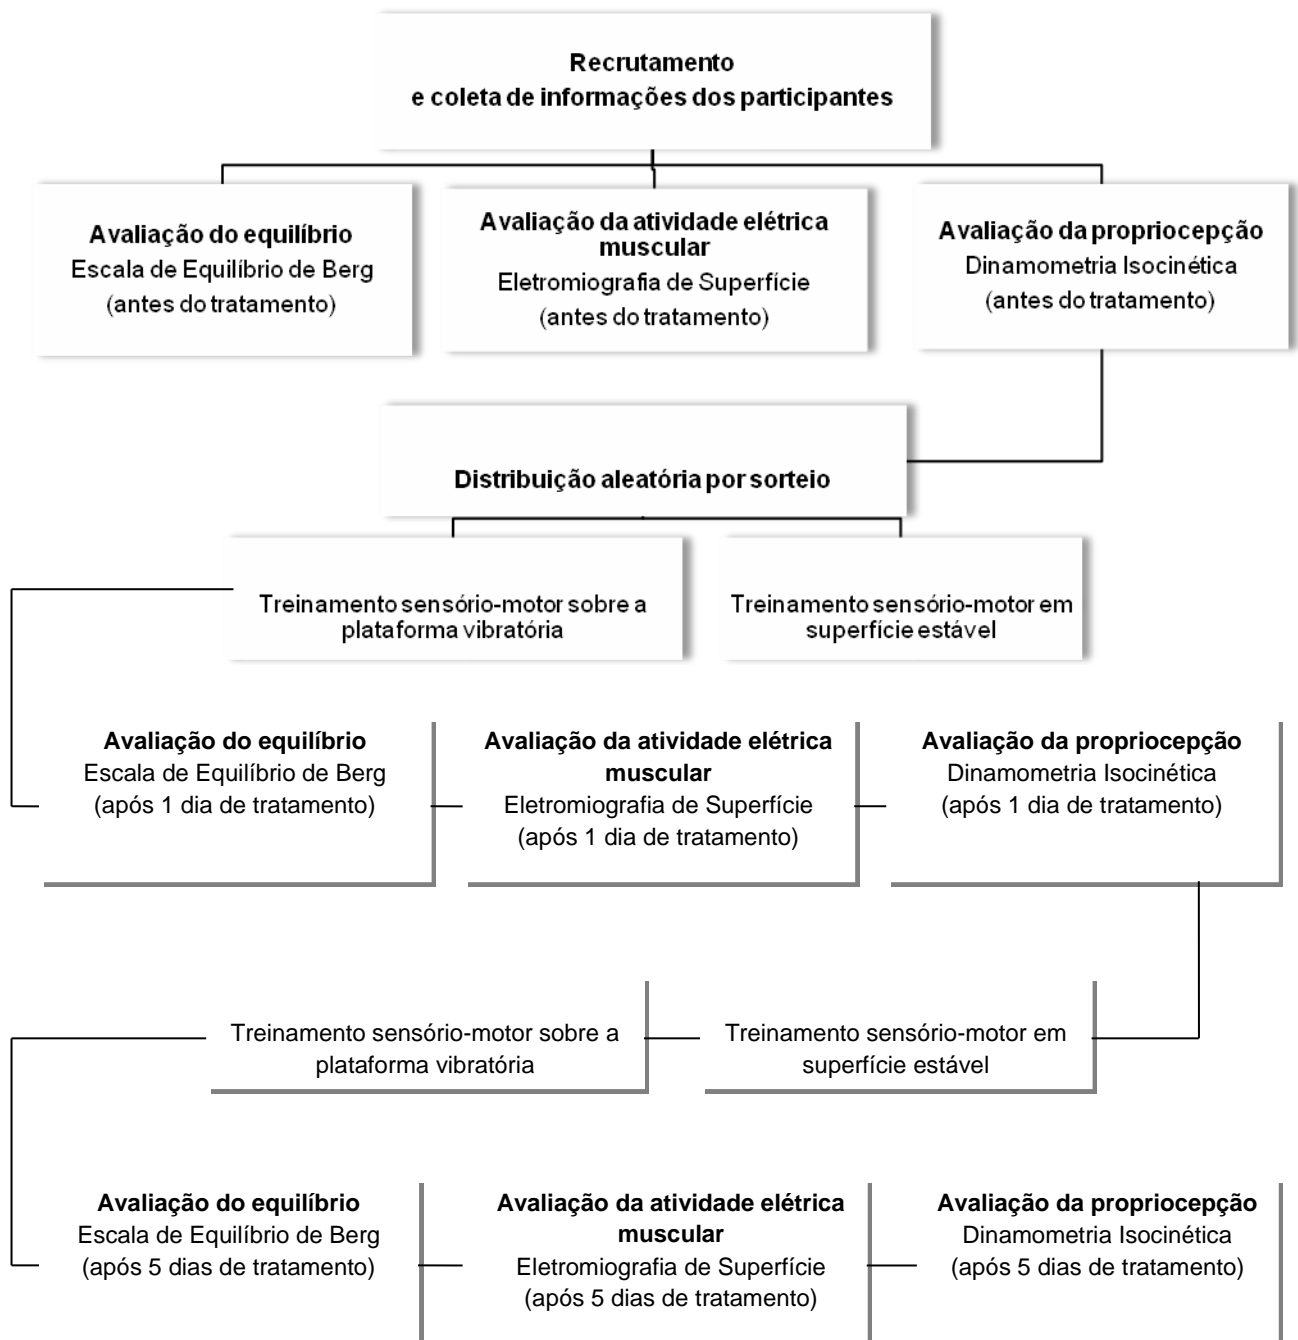 Recrutamento
e coleta de informações dos participantes
Avaliação do equilíbrio
Escala de Equilíbrio de Berg
(antes do tratamento)
Avaliação da atividade elétrica
muscular
Eletromiografia de Superfície
(antes do tratamento)
Avaliação da propriocepção
Dinamometria Isocinética
(antes do tratamento)
Distribuição aleatória por sorteio
Treinamento sensório-motor sobre a
plataforma vibratória
Treinamento sensório-motor em
superfície estável
Avaliação do equilíbrio
Escala de Equilíbrio de Berg
(após 1 dia de tratamento)
Avaliação da atividade elétrica
muscular
Eletromiografia de Superfície
(após 1 dia de tratamento)
Avaliação da propriocepção
Dinamometria Isocinética
(após 1 dia de tratamento)
Treinamento sensório-motor sobre a
plataforma vibratória
Treinamento sensório-motor em
superfície estável
Avaliação do equilíbrio
Escala de Equilíbrio de Berg
(após 5 dias de tratamento)
Avaliação da atividade elétrica
muscular
Eletromiografia de Superfície
(após 5 dias de tratamento)
Avaliação da propriocepção
Dinamometria Isocinética
(após 5 dias de tratamento)